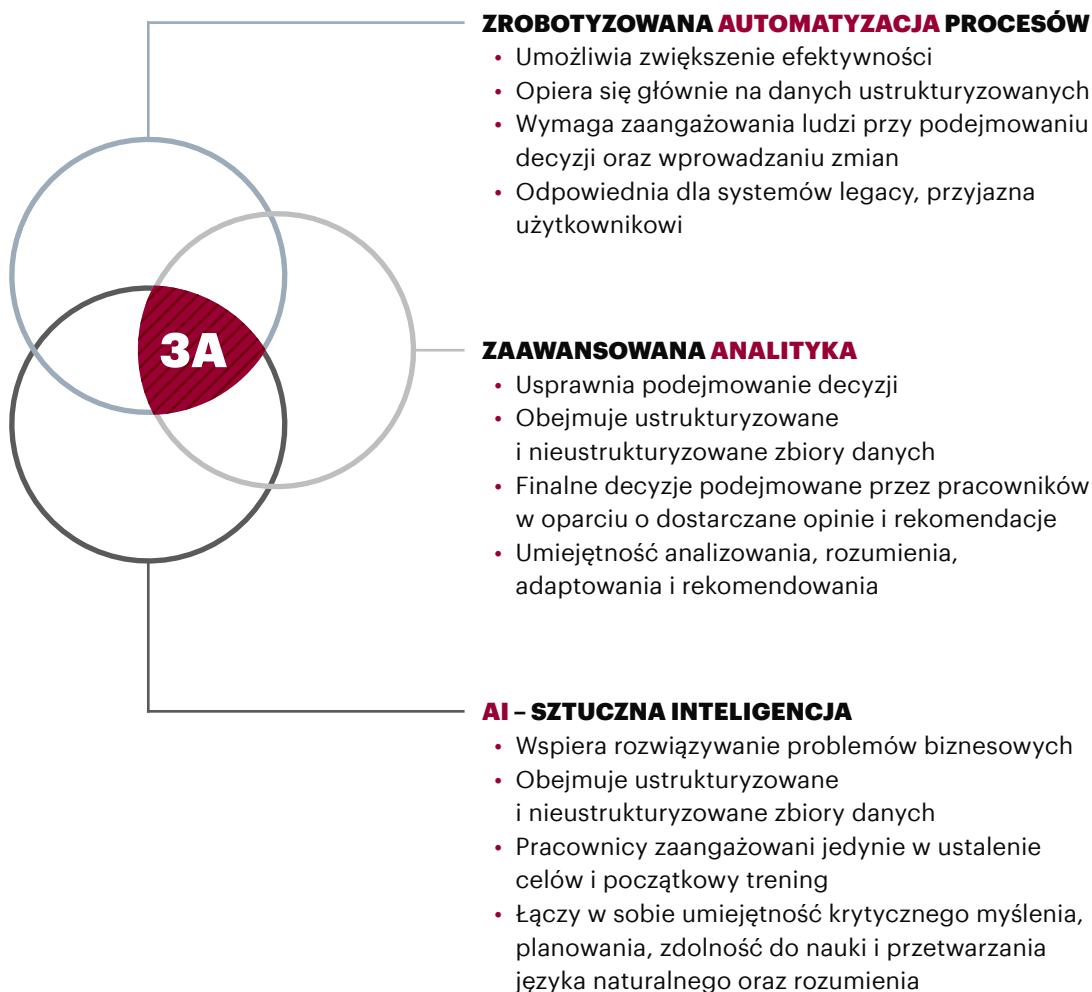 ZROBOTYZOWANA AUTOMATYZACJA PROCESÓW
• Umożliwia zwiększenie efektywności
• Opiera się głównie na danych ustrukturyzowanych
• Wymaga zaangażowania ludzi przy podejmowaniu
decyzji oraz wprowadzaniu zmian
• Odpowiednia dla systemów legacy, przyjazna
użytkownikowi
3A
ZAAWANSOWANA ANALITYKA
• Usprawnia podejmowanie decyzji
• Obejmuje ustrukturyzowane
i nieustrukturyzowane zbiory danych
• Finalne decyzje podejmowane przez pracowników
w oparciu o dostarczane opinie i rekomendacje
• Umiejętność analizowania, rozumienia,
adaptowania i rekomendowania
AI – SZTUCZNA INTELIGENCJA
• Wspiera rozwiązywanie problemów biznesowych
• Obejmuje ustrukturyzowane
i nieustrukturyzowane zbiory danych
• Pracownicy zaangażowani jedynie w ustalenie
celów i początkowy trening
• Łączy w sobie umiejętność krytycznego myślenia,
planowania, zdolność do nauki i przetwarzania
języka naturalnego oraz rozumienia